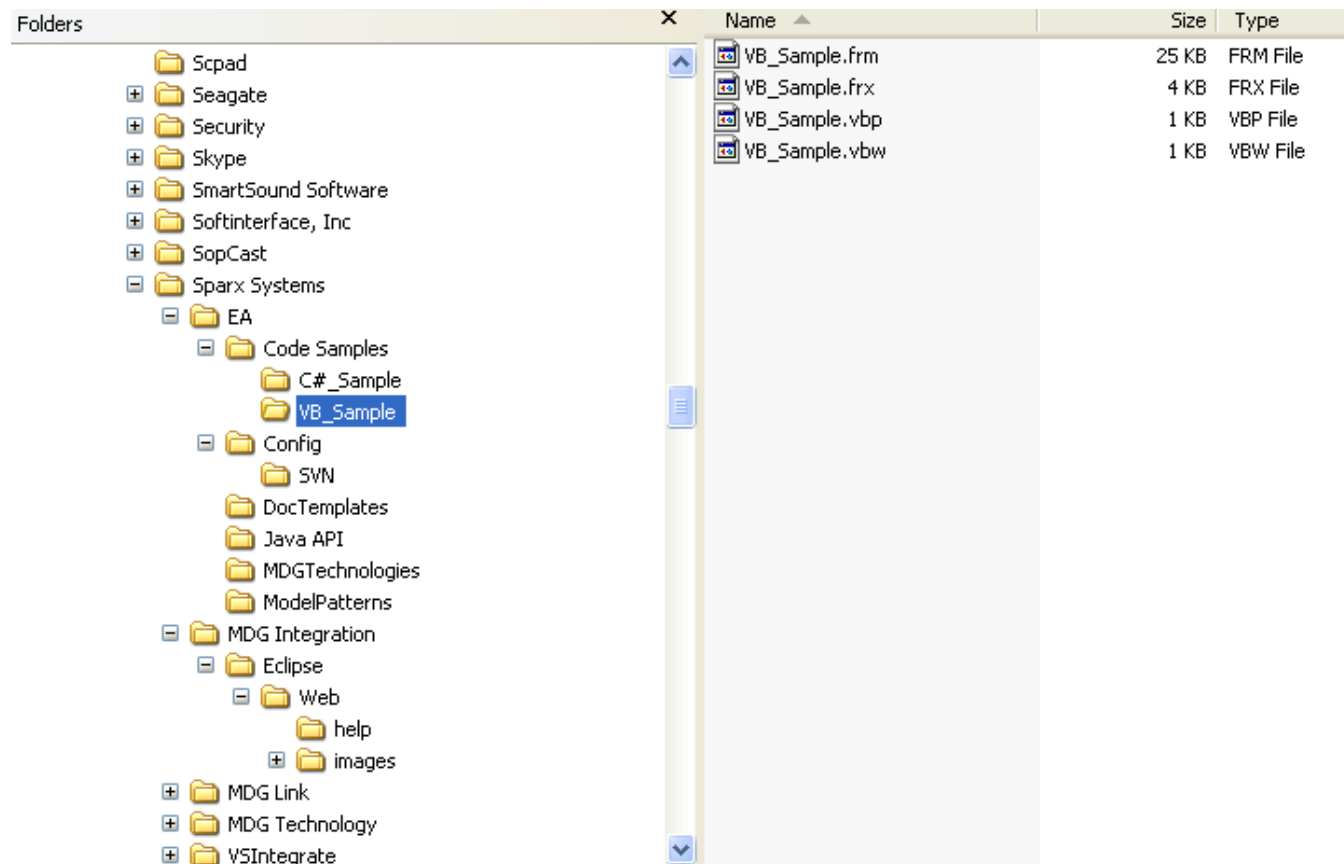 Folders
Scpad
Seagate
Security
Skype
SmartSound Software
Softinterface, Inc
SopCast
Sparx Systems
EA
Code Samples
C#_Sample
VB_Sample
Config
SVN
DocTemplates
Java API
MDGTechnologies
ModelPatterns
MDG Integration
Eclipse
Web
help
images
MDG Link
MDG Technology
VSIntegrate
Name Size Type
VB_Sample.frm 25 KB FRM File
VB_Sample.frx 4 KB FRX File
VB_Sample.vbp 1 KB VBP File
VB_Sample.vbw 1 KB VBW File